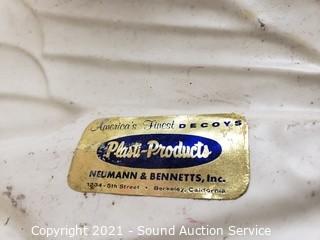 America's Finest DECOYS
Plasti-Products
NEUMANN & BENNETTS, Inc.
1234-5th Street • Berkeley, California
Copyright 2021 - Sound Auction Service